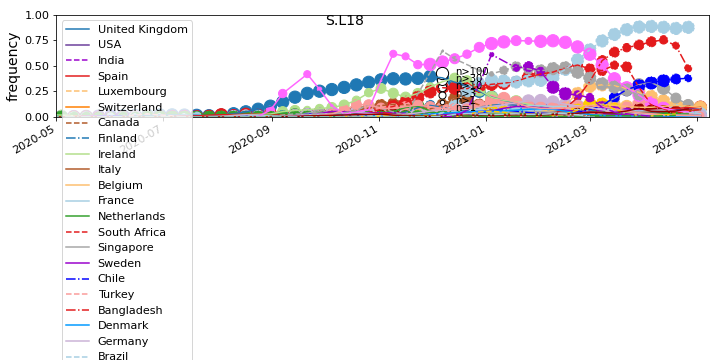 S.L18
frequency
1.00
0.75
0.50
0.25
0.00
2020-05
2020-07
2020-09
2020-11
2021-01
2021-03
2021-05
United Kingdom
USA
India
Spain
Luxembourg
Switzerland
Canada
Finland
Ireland
Italy
Belgium
France
Netherlands
South Africa
Singapore
Sweden
Chile
Turkey
Bangladesh
Denmark
Germany
Brazil
n>100